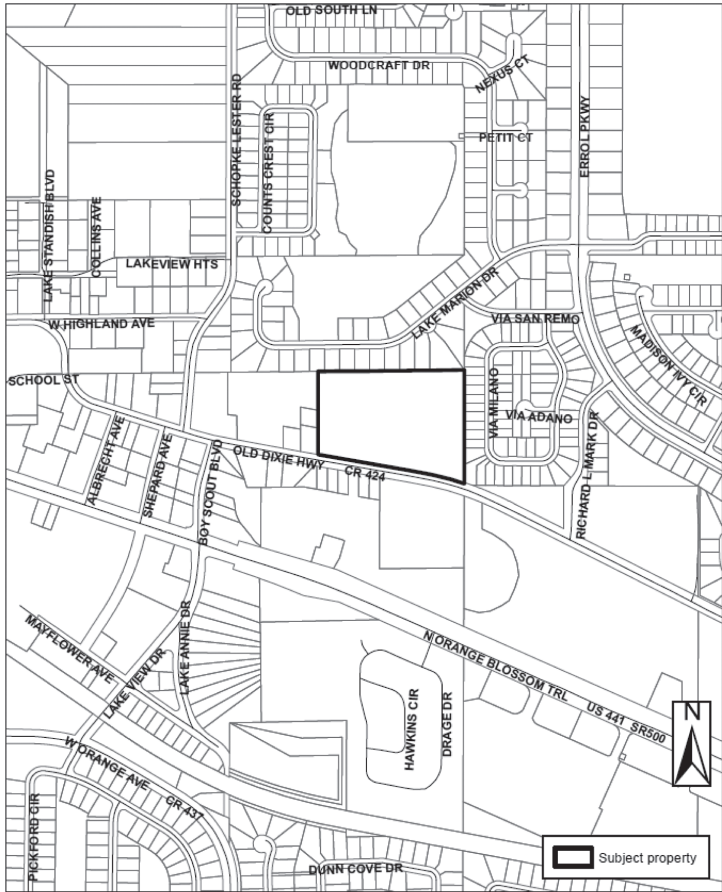 OLD SOUTH LN
WOODCRAFT DR
NEXUS CT
SCHOPKE LESTER RD
COUNTS CREST CIR
PETIT CT
ERROL PKWY
LAKE STANDISH BLVD
COLLINS AVE
LAKEVIEW HTS
LAKE MARION DR
W HIGHLAND AVE
VIA SAN REMO
MADISON IVY CIR
SCHOOL ST
VIA MILANO
VIA ADANO
ALBRECHT AVE
SHEPARD AVE
BOY SCOUT BLVD
OLD DIXIE HWY
CR 424
RICHARD L MARK DR
MAYFLOWER AVE
LAKE VIEW DR
LAKE ANNIE DR
N ORANGE BLOSSOM TRL
US 441 SR500
HAWKINS CIR
DRAGE DR
N
W ORANGE AVE
CR 437
PICKFORD CIR
DUNN COVE DR
Subject property